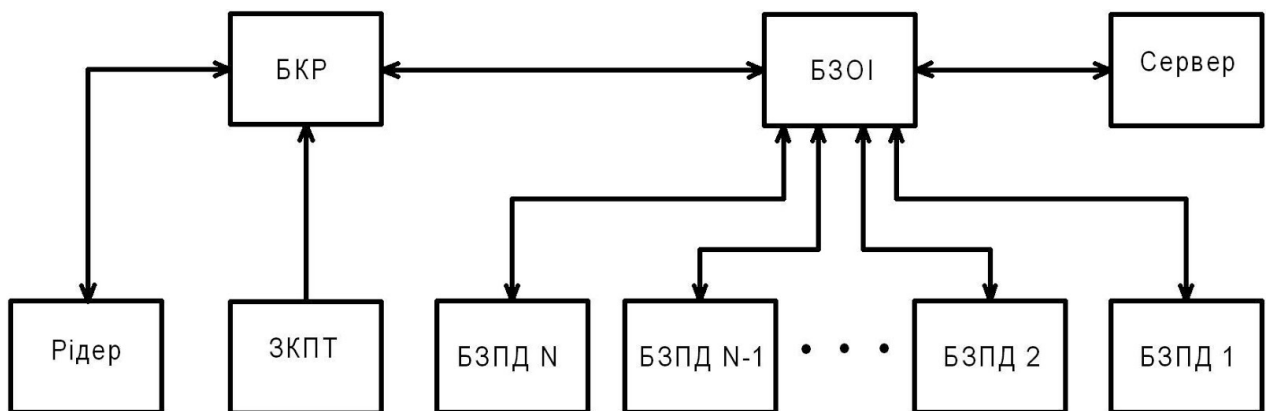 БКР
БЗОІ
Сервер
Рідер
ЗКПТ
БЗПД N
БЗПД N-1
• • •
БЗПД 2
БЗПД 1